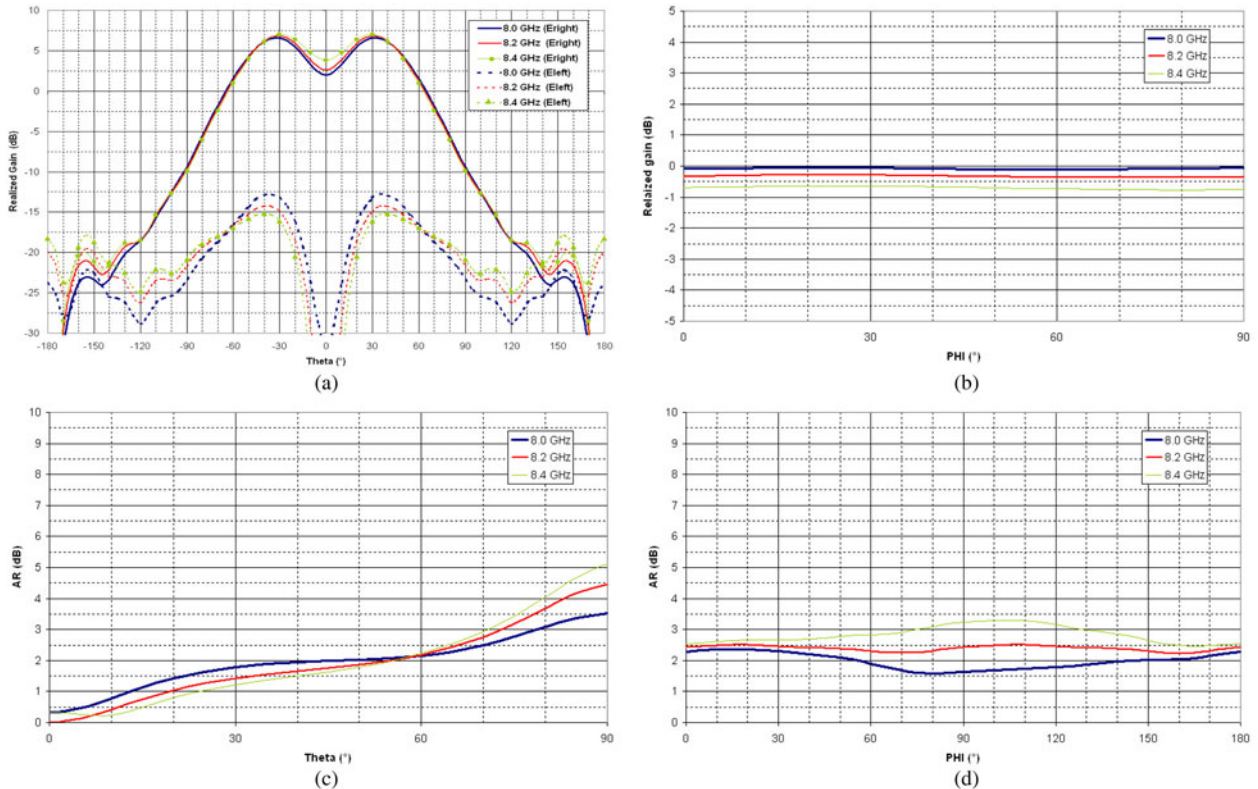 10
5
0
-5
-10
-15
-20
-25
-30
Realized Gain (dB)
8.0 GHz (Eright)
8.2 GHz (Eright)
8.4 GHz (Eright)
8.0 GHz (Eleft)
8.2 GHz (Eleft)
8.4 GHz (Eleft)
-180 -150 -120 -90 -60 -30 0 30 60 90 120 150 180
Theta (°)
(a)
5
4
3
2
1
0
-1
-2
-3
-4
-5
Relaized gain (dB)
8.0 GHz
8.2 GHz
8.4 GHz
0 30 60 90
PHI (°)
(b)
10
9
8
7
6
5
4
3
2
1
0
AR (dB)
8.0 GHz
8.2 GHz
8.4 GHz
0 30 60 90
Theta (°)
(c)
10
9
8
7
6
5
4
3
2
1
0
AR (dB)
8.0 GHz
8.2 GHz
8.4 GHz
0 30 60 90 120 150 180
PHI (°)
(d)